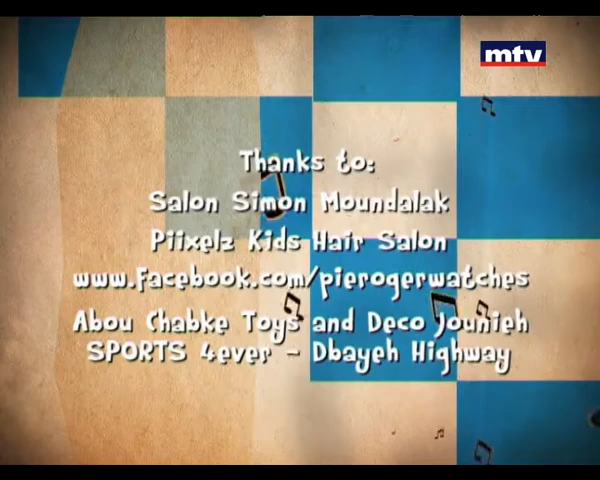 mtv
Thanks to:
Salon Simon Moundalak
Piixelz Kids Hair Salon
www.Facebook.com/pierogerwatches
Abou Chabke Toys and Deco Jounieh
SPORTS 4ever - Dbayeh Highway